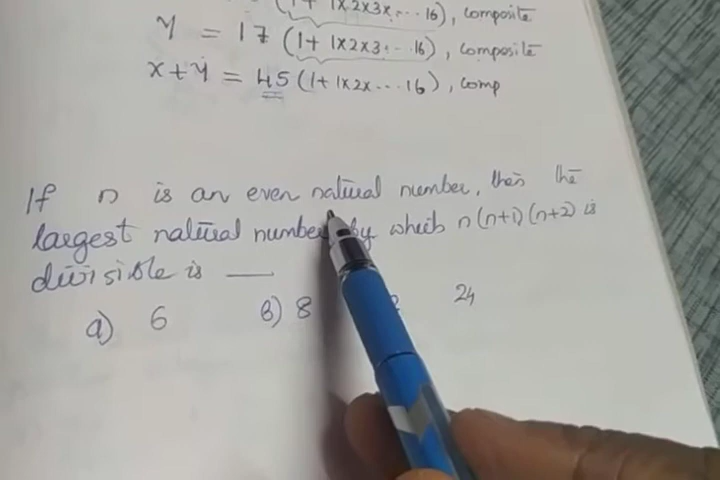 (1+ 1x2x3x....16), composite
y = 17 (1+ 1x2x3....16), composite
x+y = 45 (1+ 1x2x....16), comp
If n is an even natural number, then the
largest natural number by which n(n+1)(n+2) is
divisible is ___
a) 6 b) 8 24